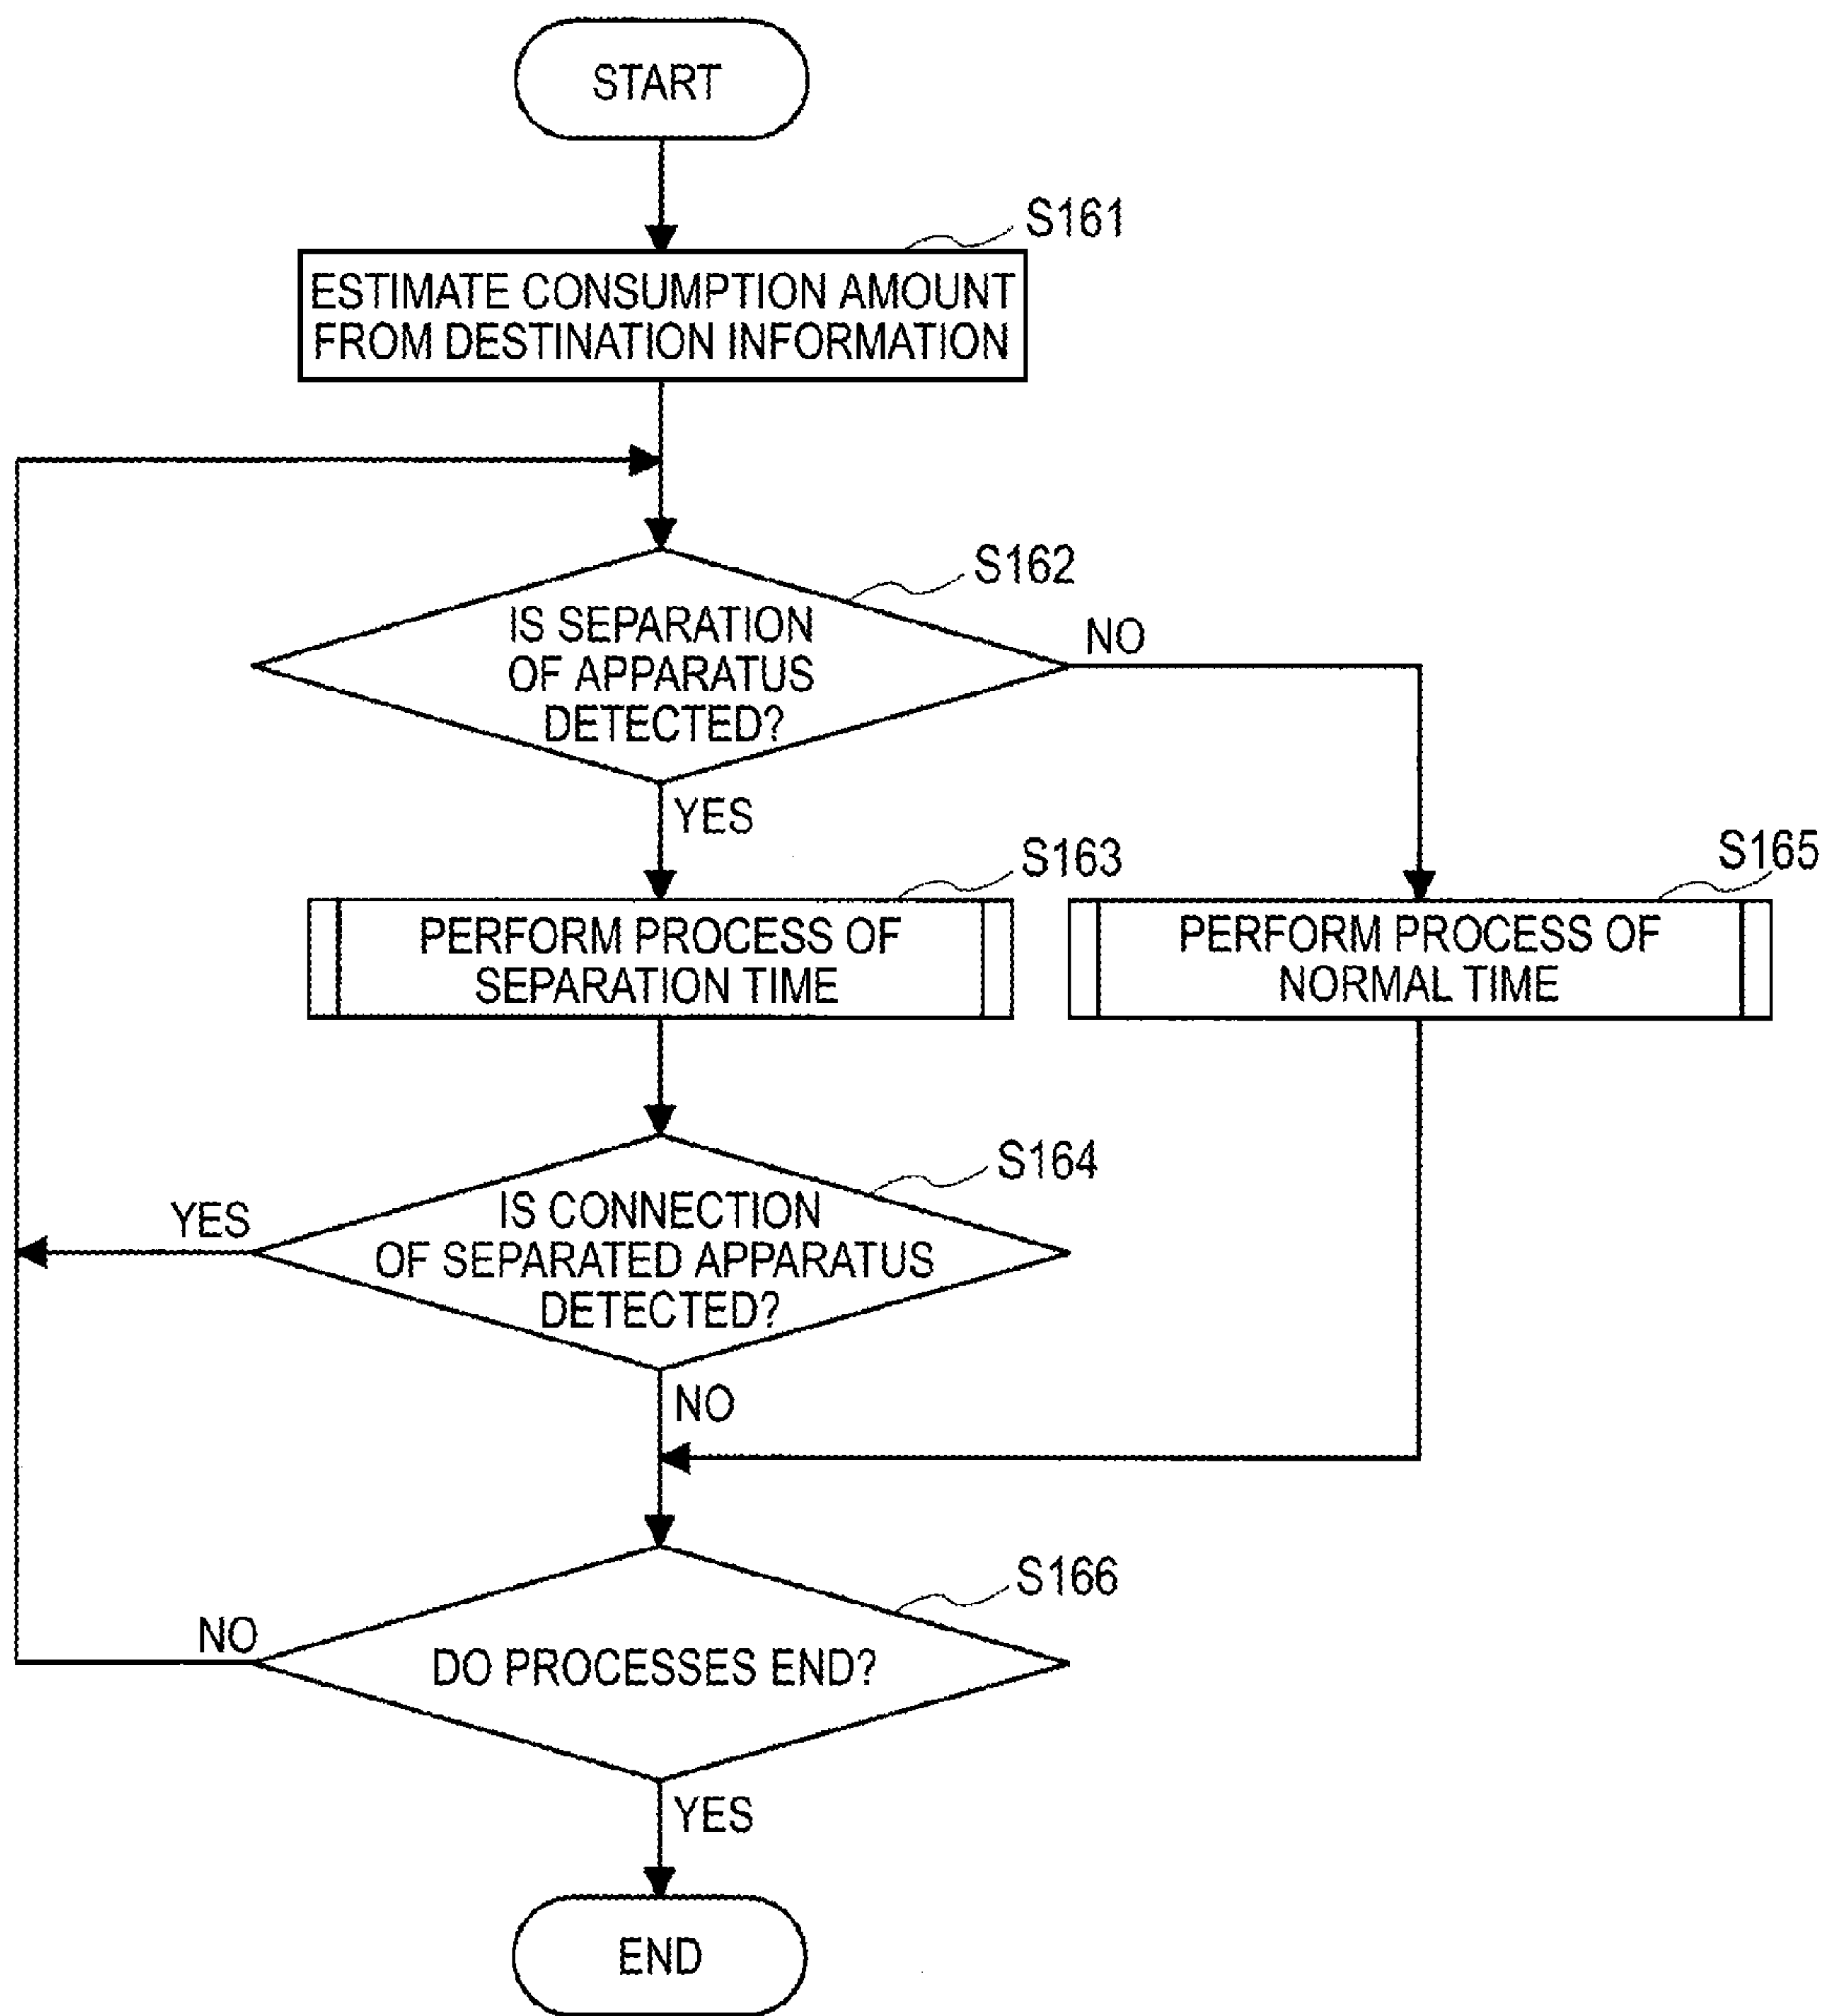 START
S161
ESTIMATE CONSUMPTION AMOUNT
FROM DESTINATION INFORMATION
S162
IS SEPARATION
OF APPARATUS
DETECTED?
NO
YES
S163
PERFORM PROCESS OF
SEPARATION TIME
S165
PERFORM PROCESS OF
NORMAL TIME
S164
IS CONNECTION
OF SEPARATED APPARATUS
DETECTED?
YES
NO
S166
DO PROCESSES END?
NO
YES
END